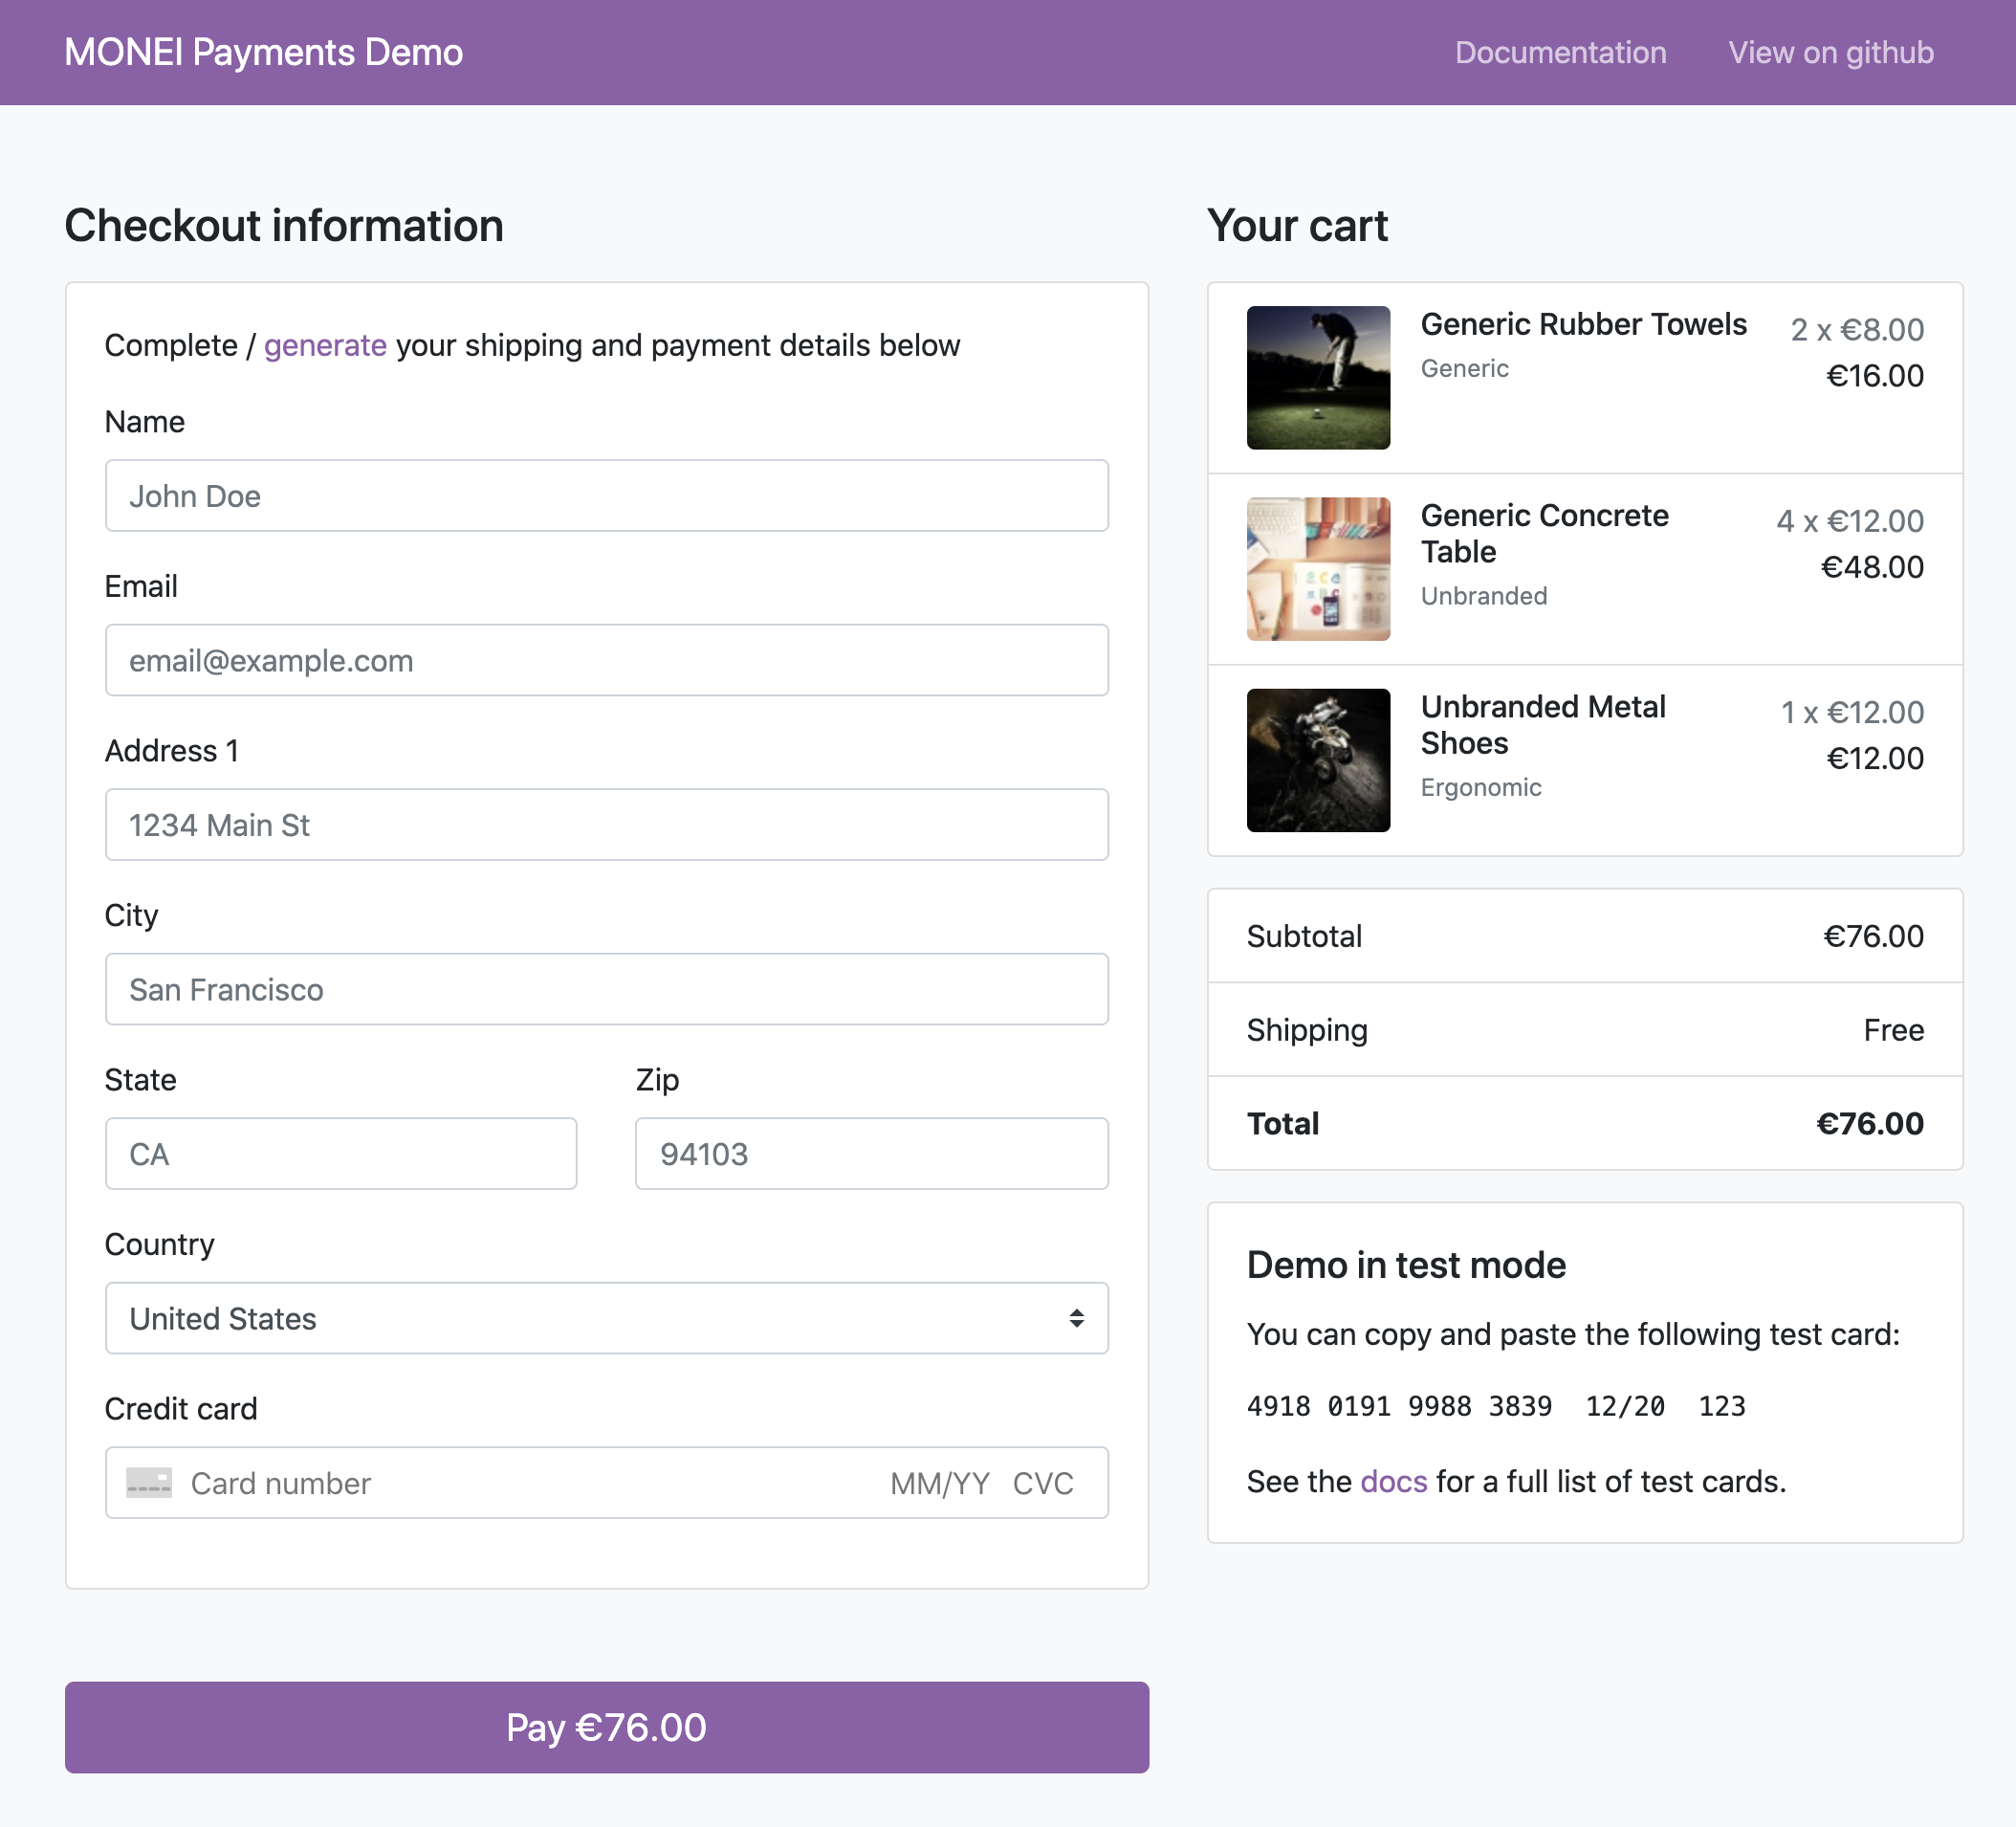 MONEI Payments Demo
Documentation
View on github
Checkout information
Complete / generate your shipping and payment details below
Name
John Doe
Email
email@example.com
Address 1
1234 Main St
City
San Francisco
State
Zip
CA
94103
Country
United States
Credit card
Card number
MM/YY CVC
Pay €76.00
Your cart
Generic Rubber Towels
2 x €8.00
Generic
€16.00
Generic Concrete
Table
4 x €12.00
€48.00
Unbranded
Unbranded Metal
Shoes
1 x €12.00
€12.00
Ergonomic
Subtotal
€76.00
Shipping
Free
Total
€76.00
Demo in test mode
You can copy and paste the following test card:
4918 0191 9988 3839 12/20 123
See the docs for a full list of test cards.